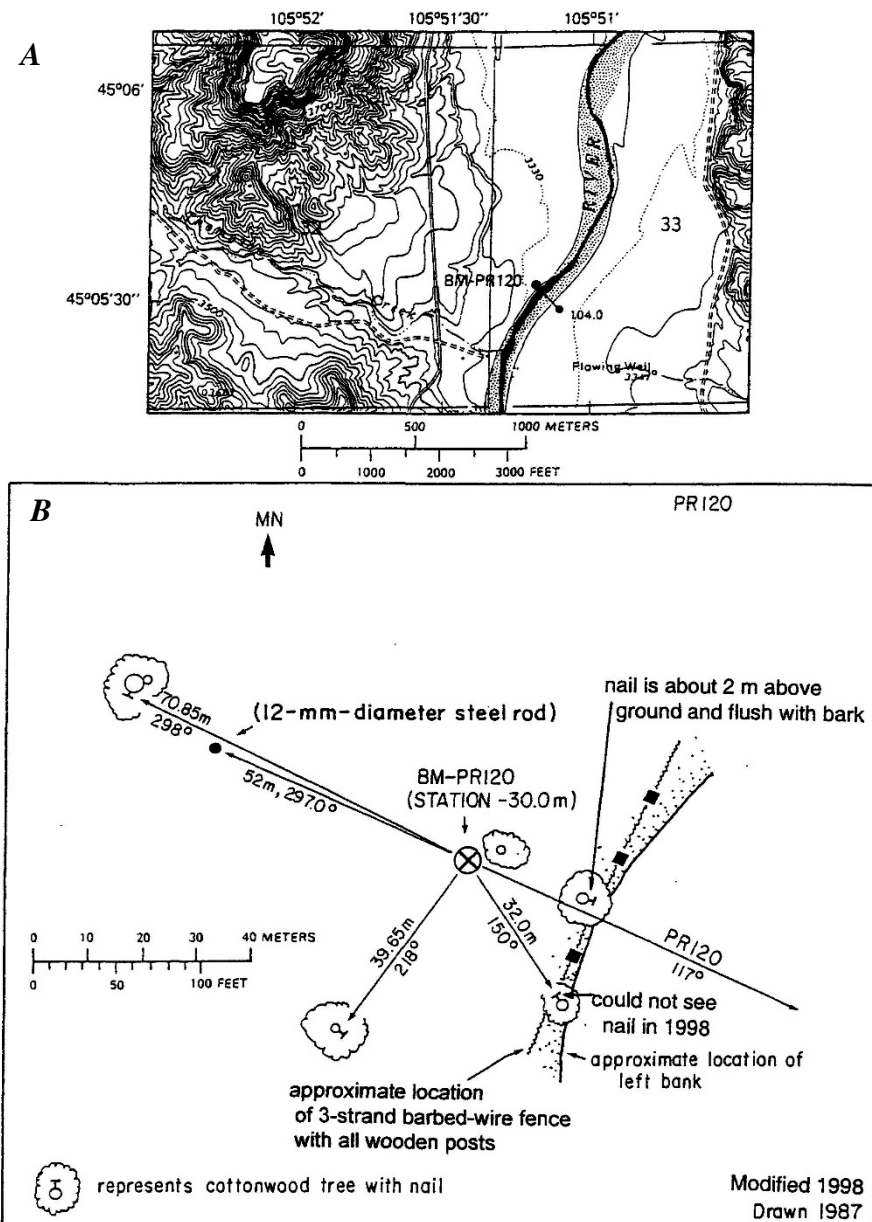 A
105°52'
105°51'30"
105°51'
45°06'
45°05'30"
3700
3330
RIVER
33
BM-PR120
104.0
Creek
3500
Flowing Well
3347
0 500 1000 METERS
0 1000 2000 3000 FEET
B
PR120
MN
70.85m
298°
(12-mm-diameter steel rod)
52m, 297.0°
BM-PR120
(STATION -30.0m)
nail is about 2 m above
ground and flush with bark
39.65m
218°
32.0m
150°
PR120
117°
0 10 20 30 40 METERS
0 50 100 FEET
could not see
nail in 1998
approximate location of
left bank
approximate location
of 3-strand barbed-wire fence
with all wooden posts
represents cottonwood tree with nail
Modified 1998
Drawn 1987